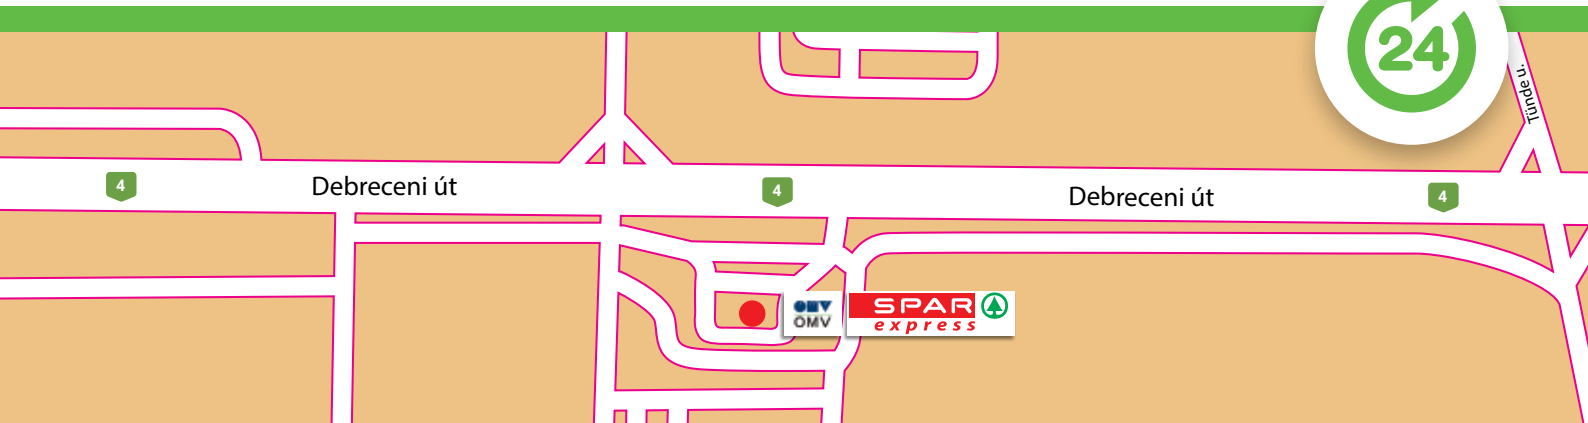 24
Tünde u.
4
Debreceni út
4
Debreceni út
4
OMV
OMV
SPAR
express